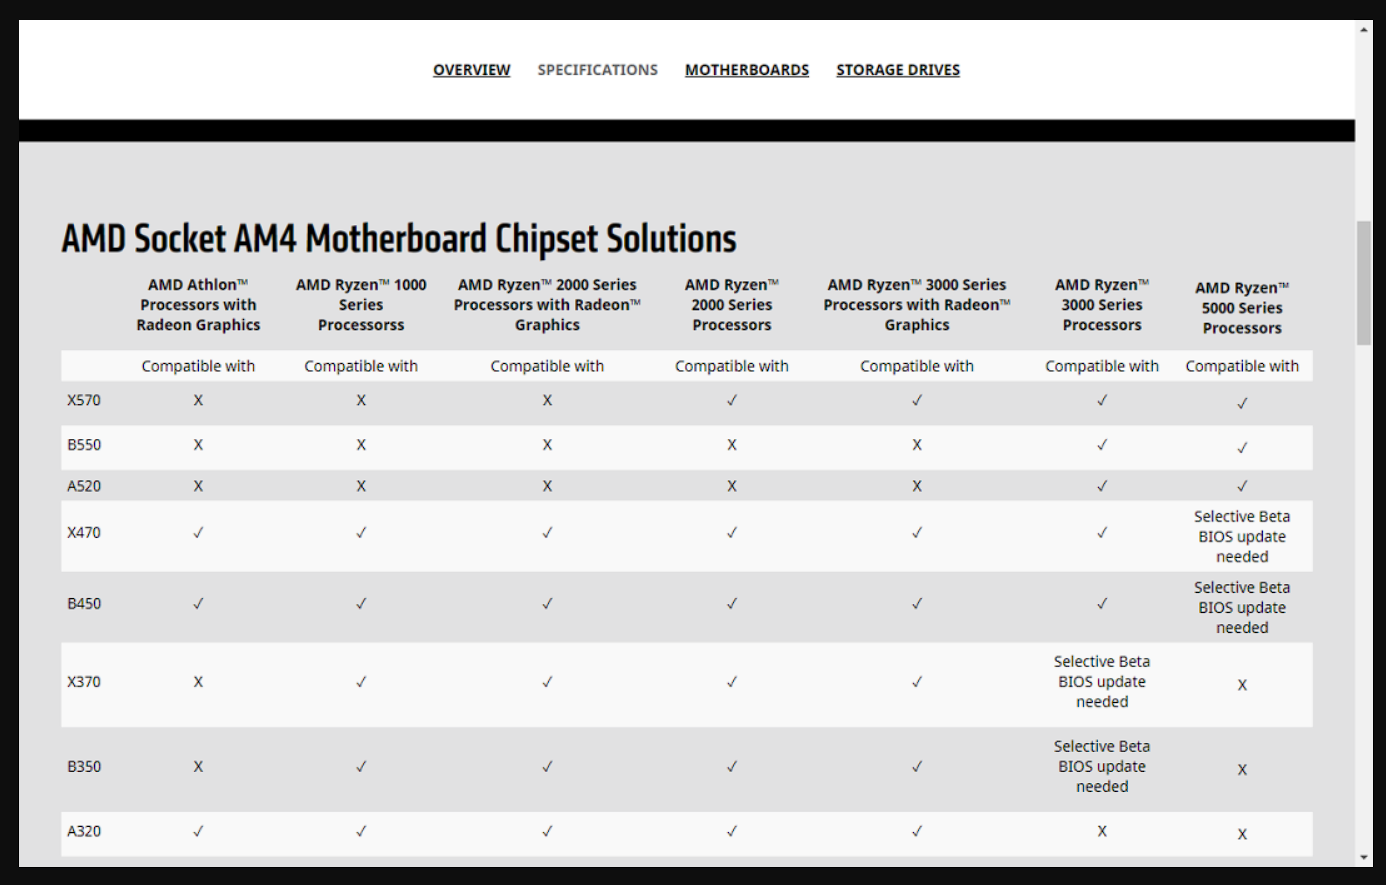 OVERVIEW SPECIFICATIONS MOTHERBOARDS STORAGE DRIVES
AMD Socket AM4 Motherboard Chipset Solutions
AMD Athlon™ Processors with Radeon Graphics AMD Ryzen™ 1000 Series Processorss AMD Ryzen™ 2000 Series Processors with Radeon™ Graphics AMD Ryzen™ 2000 Series Processors AMD Ryzen™ 3000 Series Processors with Radeon™ Graphics AMD Ryzen™ 3000 Series Processors AMD Ryzen™ 5000 Series Processors
Compatible with Compatible with Compatible with Compatible with Compatible with Compatible with Compatible with
X570 X X X ✓ ✓ ✓ ✓
B550 X X X X X ✓ ✓
A520 X X X X X ✓ ✓
X470 ✓ ✓ ✓ ✓ ✓ ✓ Selective Beta BIOS update needed
B450 ✓ ✓ ✓ ✓ ✓ ✓ Selective Beta BIOS update needed
X370 X ✓ ✓ ✓ ✓ Selective Beta BIOS update needed X
B350 X ✓ ✓ ✓ ✓ Selective Beta BIOS update needed X
A320 ✓ ✓ ✓ ✓ ✓ X X